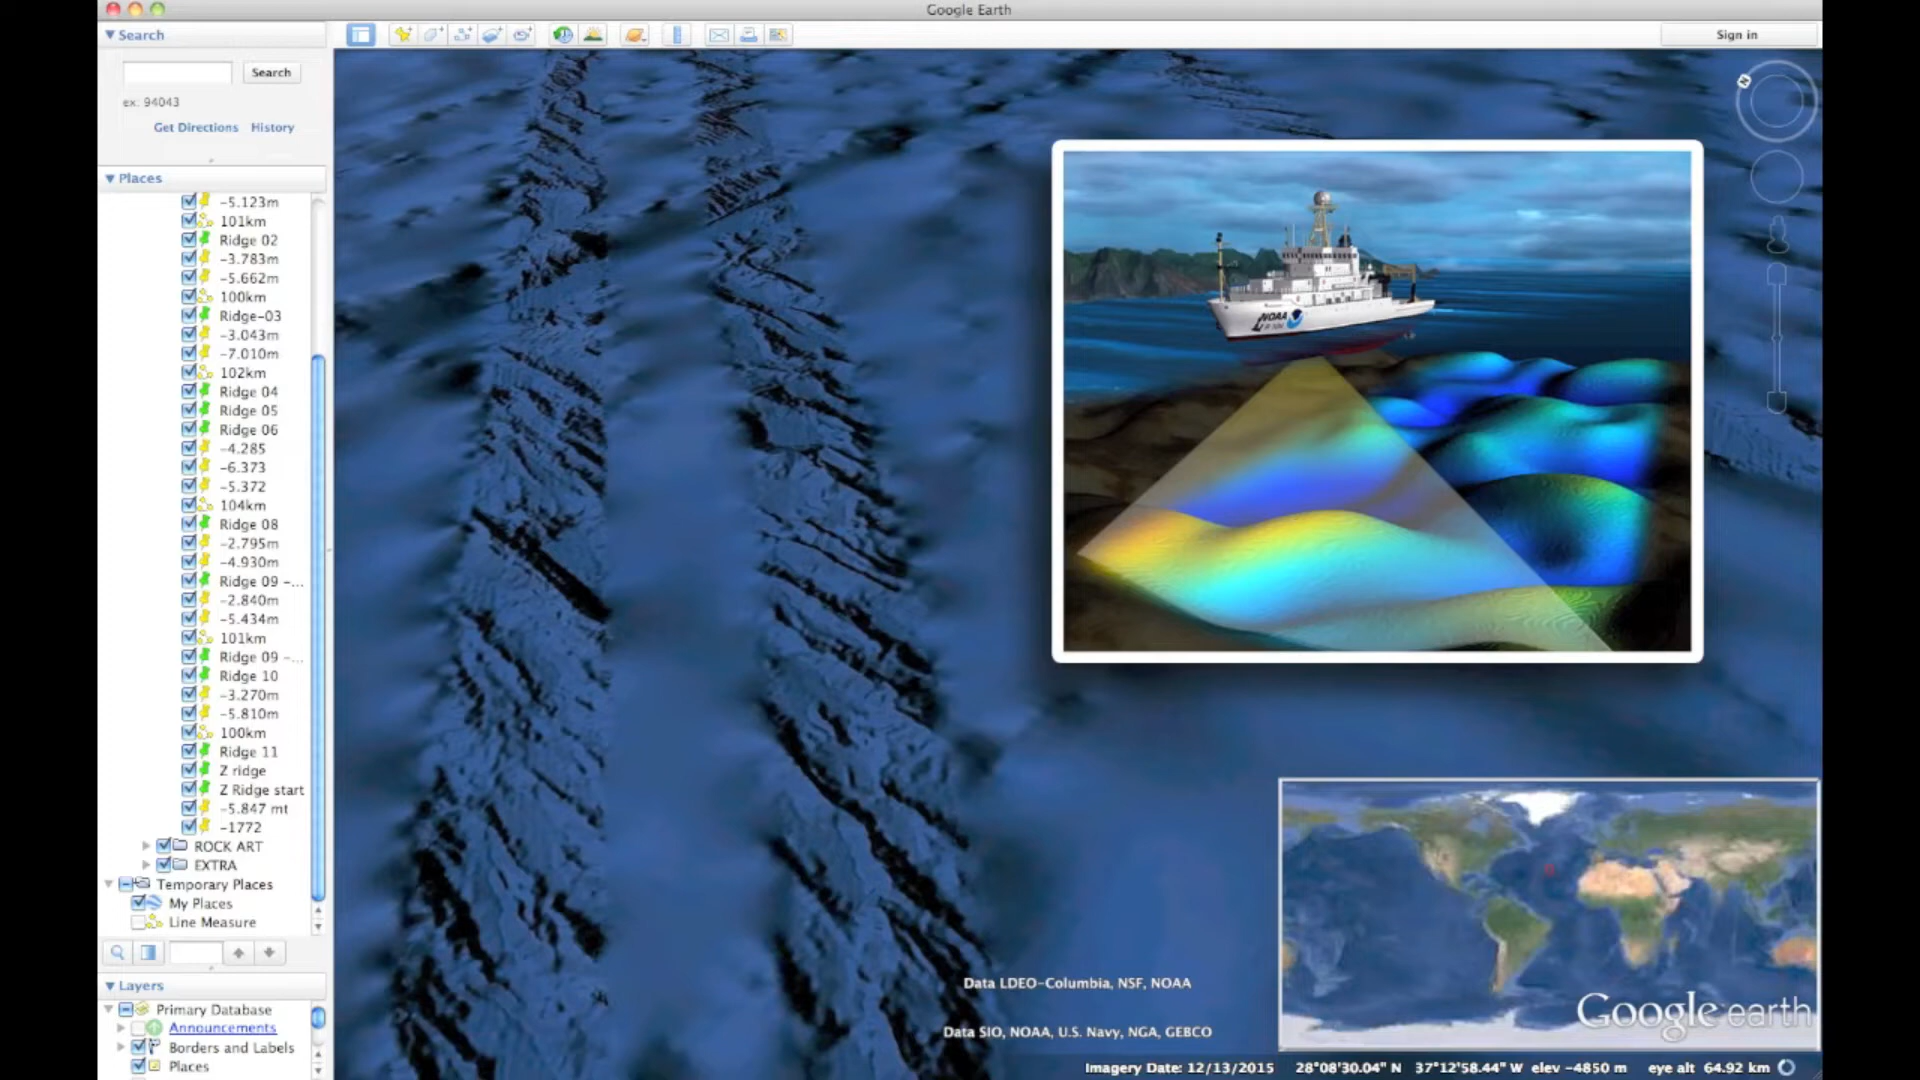 Google Earth
Search
Sign in
Search
ex: 94043
Get Directions History
Places
-5.123m
101km
Ridge 02
-3.783m
-5.662m
100km
Ridge-03
-3.043m
-7.010m
102km
Ridge 04
Ridge 05
Ridge 06
-4.285
-6.373
-5.372
104km
Ridge 08
-2.795m
-4.930m
Ridge 09 -...
-2.840m
-5.434m
101km
Ridge 09 -...
Ridge 10
-3.270m
-5.810m
100km
Ridge 11
Z ridge
Z Ridge start
-5.847 mt
-1772
ROCK ART
EXTRA
Temporary Places
My Places
Line Measure
Layers
Primary Database
Announcements
Borders and Labels
Places
NOAA
Data LDEO-Columbia, NSF, NOAA
Data SIO, NOAA, U.S. Navy, NGA, GEBCO
Google earth
Imagery Date: 12/13/2015 28°08'30.04" N 37°12'58.44" W elev -4850 m eye alt 64.92 km